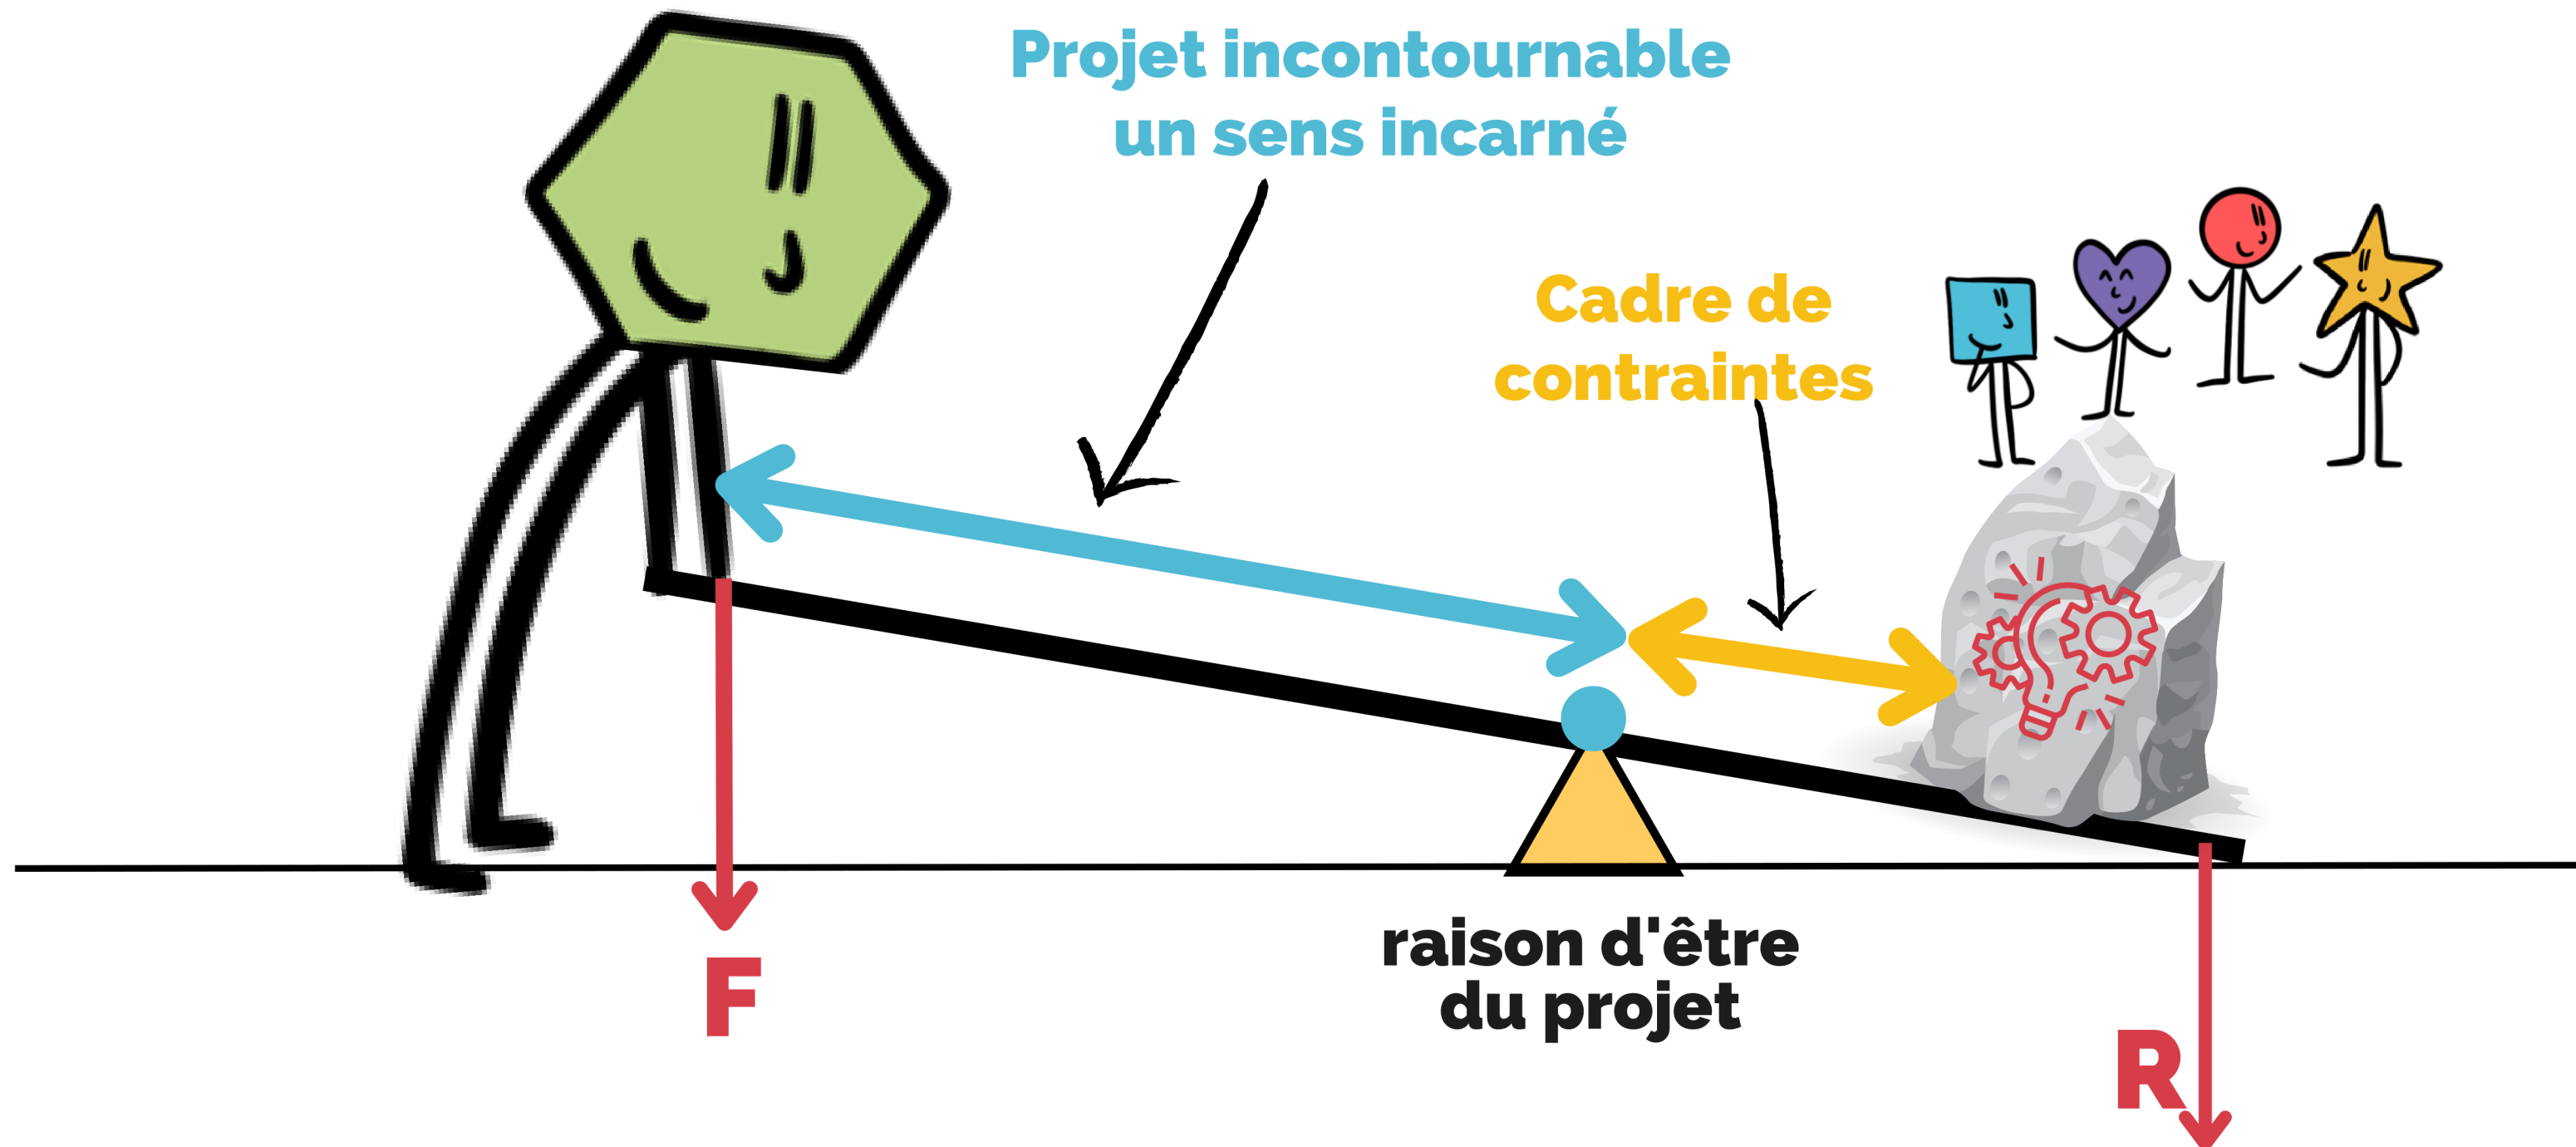 Projet incontournable
un sens incarné
Cadre de
contraintes
F
raison d'être
du projet
R